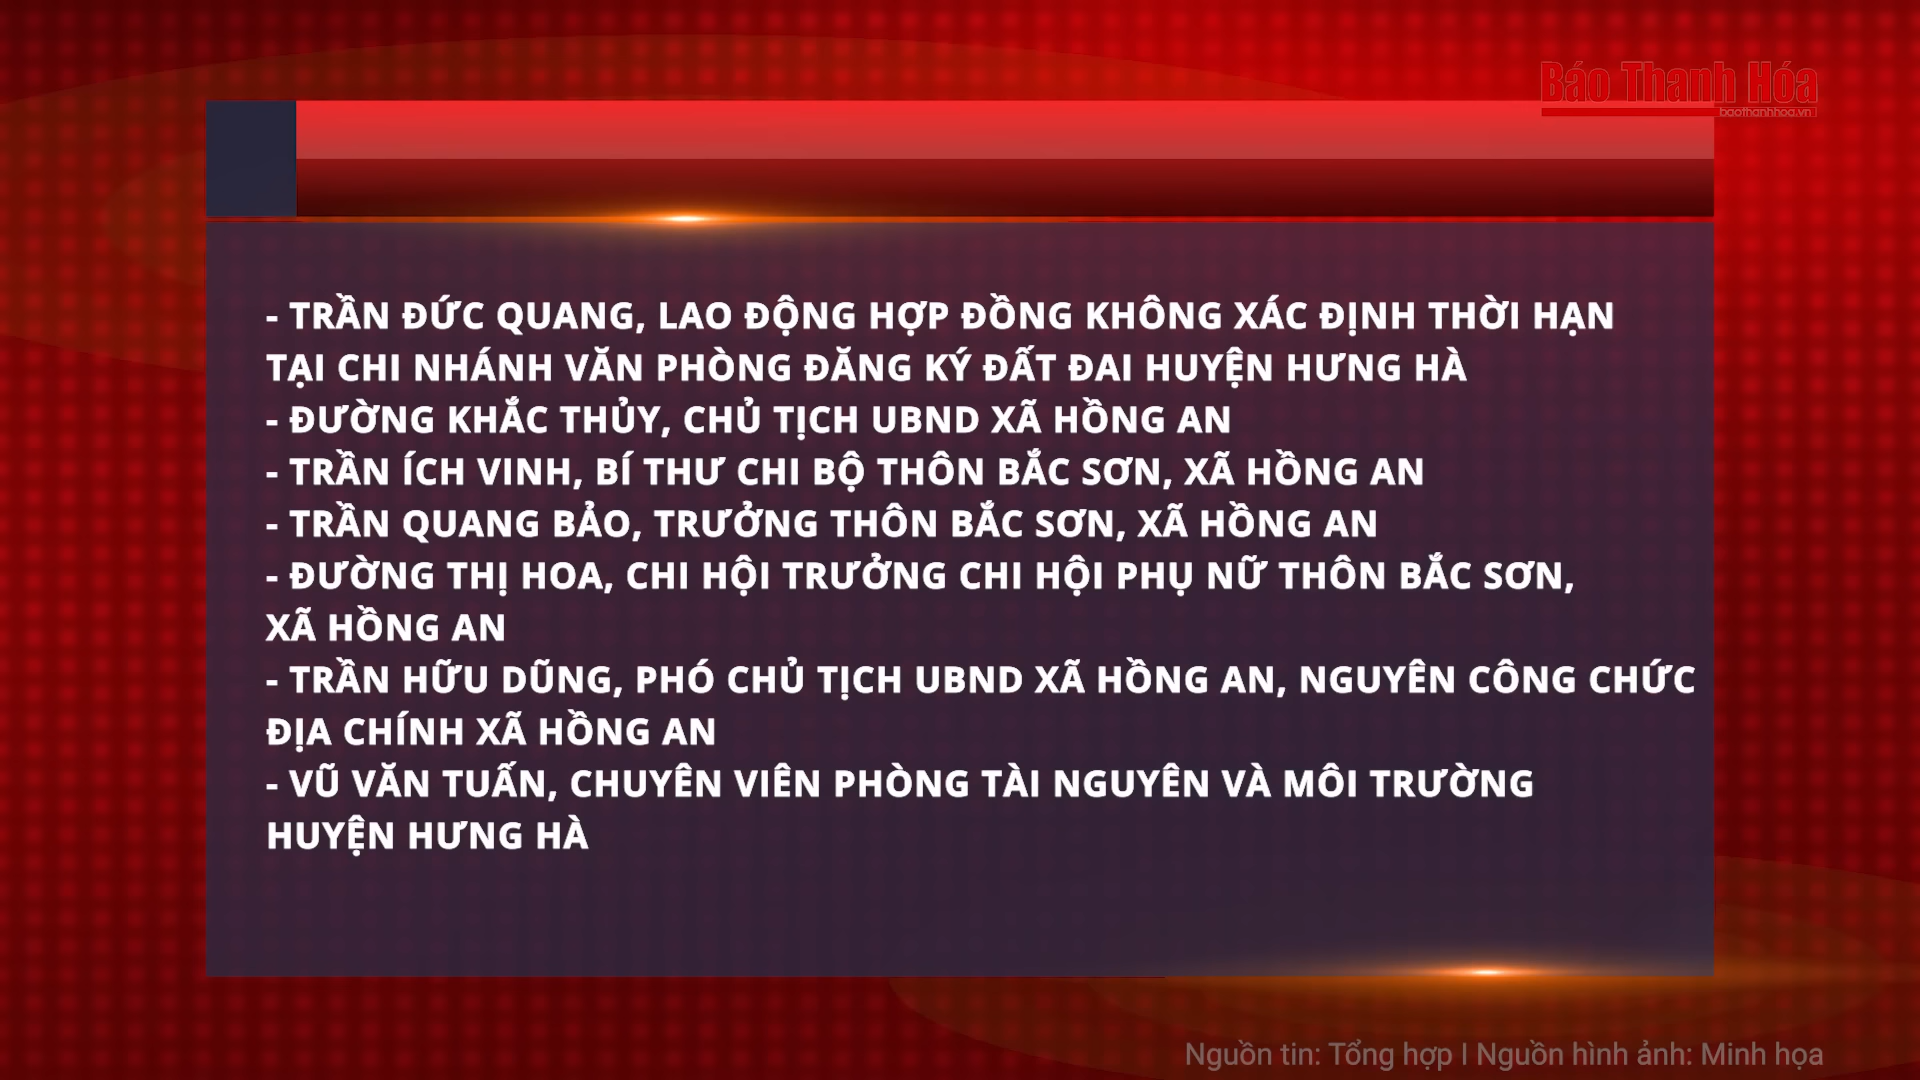 Báo Thanh Hóa
baothanhhoa.vn
- TRẦN ĐỨC QUANG, LAO ĐỘNG HỢP ĐỒNG KHÔNG XÁC ĐỊNH THỜI HẠN
TẠI CHI NHÁNH VĂN PHÒNG ĐĂNG KÝ ĐẤT ĐAI HUYỆN HƯNG HÀ
- ĐƯỜNG KHẮC THỦY, CHỦ TỊCH UBND XÃ HỒNG AN
- TRẦN ÍCH VINH, BÍ THƯ CHI BỘ THÔN BẮC SƠN, XÃ HỒNG AN
- TRẦN QUANG BẢO, TRƯỞNG THÔN BẮC SƠN, XÃ HỒNG AN
- ĐƯỜNG THỊ HOA, CHI HỘI TRƯỞNG CHI HỘI PHỤ NỮ THÔN BẮC SƠN,
XÃ HỒNG AN
- TRẦN HỮU DŨNG, PHÓ CHỦ TỊCH UBND XÃ HỒNG AN, NGUYÊN CÔNG CHỨC
ĐỊA CHÍNH XÃ HỒNG AN
- VŨ VĂN TUẤN, CHUYÊN VIÊN PHÒNG TÀI NGUYÊN VÀ MÔI TRƯỜNG
HUYỆN HƯNG HÀ
Nguồn tin: Tổng hợp I Nguồn hình ảnh: Minh họa